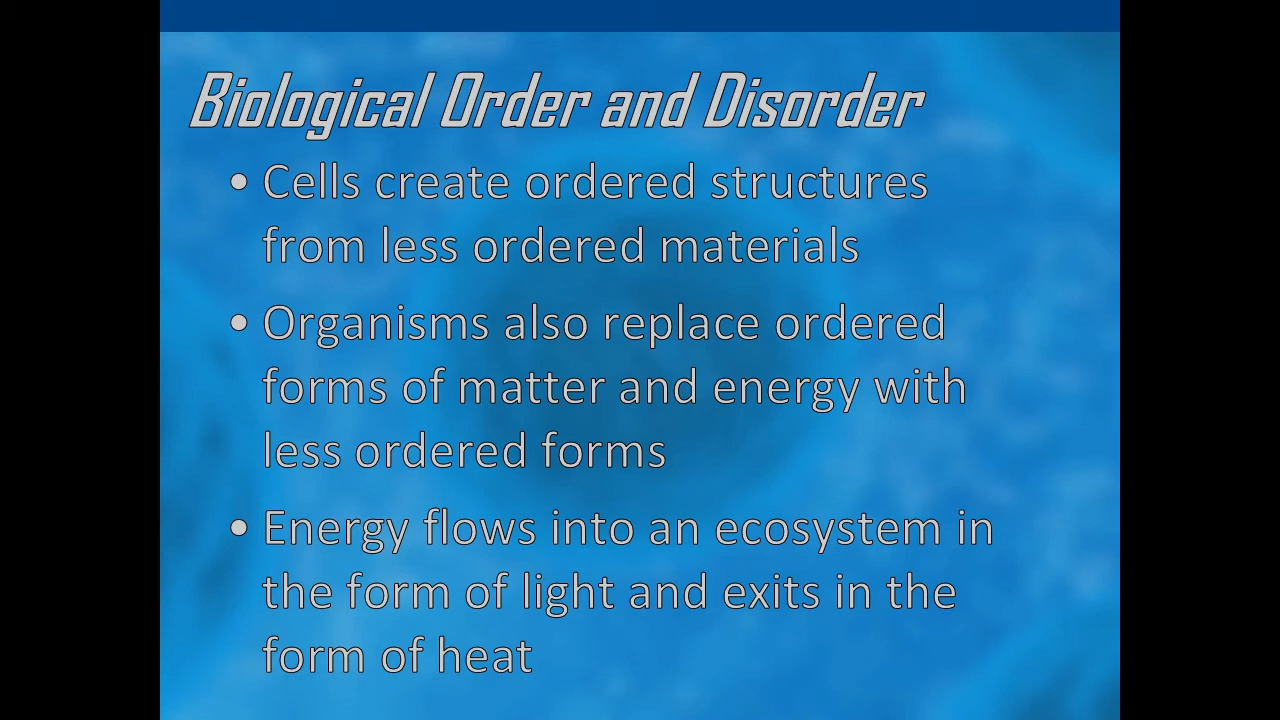 Biological Order and Disorder
• Cells create ordered structures
from less ordered materials
• Organisms also replace ordered
forms of matter and energy with
less ordered forms
• Energy flows into an ecosystem in
the form of light and exits in the
form of heat